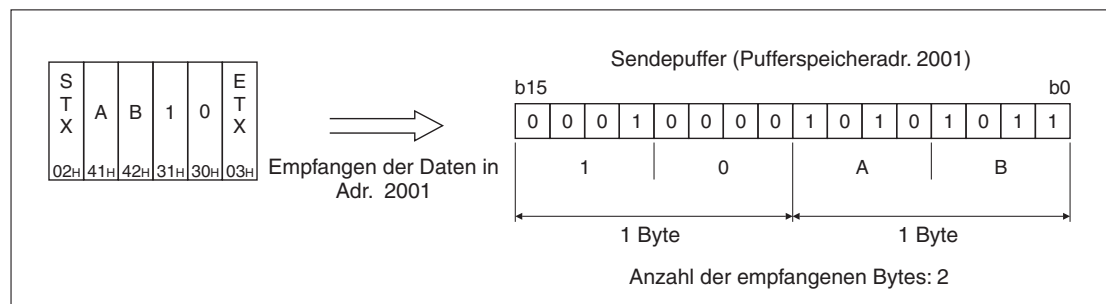 S T X A B 1 0 E T X
02H 41H 42H 31H 30H 03H
Empfangen der Daten in
Adr. 2001
Sendepuffer (Pufferspeicheradr. 2001)
b15 b0
0 0 0 1 0 0 0 0 1 0 1 0 1 0 1 1
1 0 A B
1 Byte 1 Byte
Anzahl der empfangenen Bytes: 2